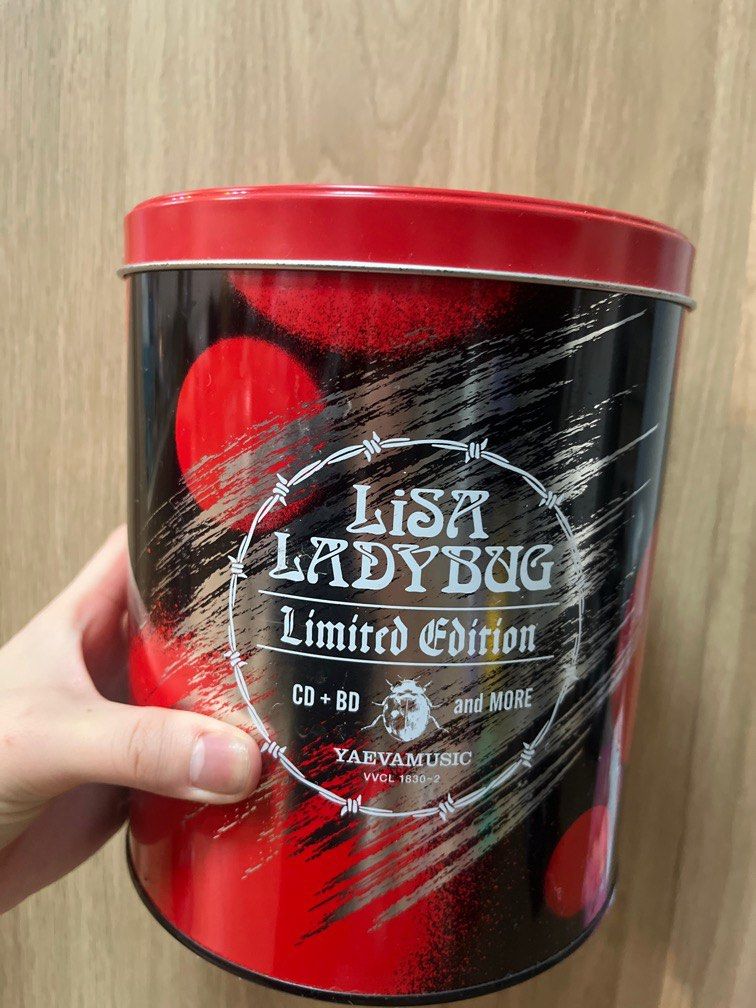 LiSA
LADYBUG
Limited Edition
CD + BD and MORE
YAEVAMUSIC
VVCL 1830~2